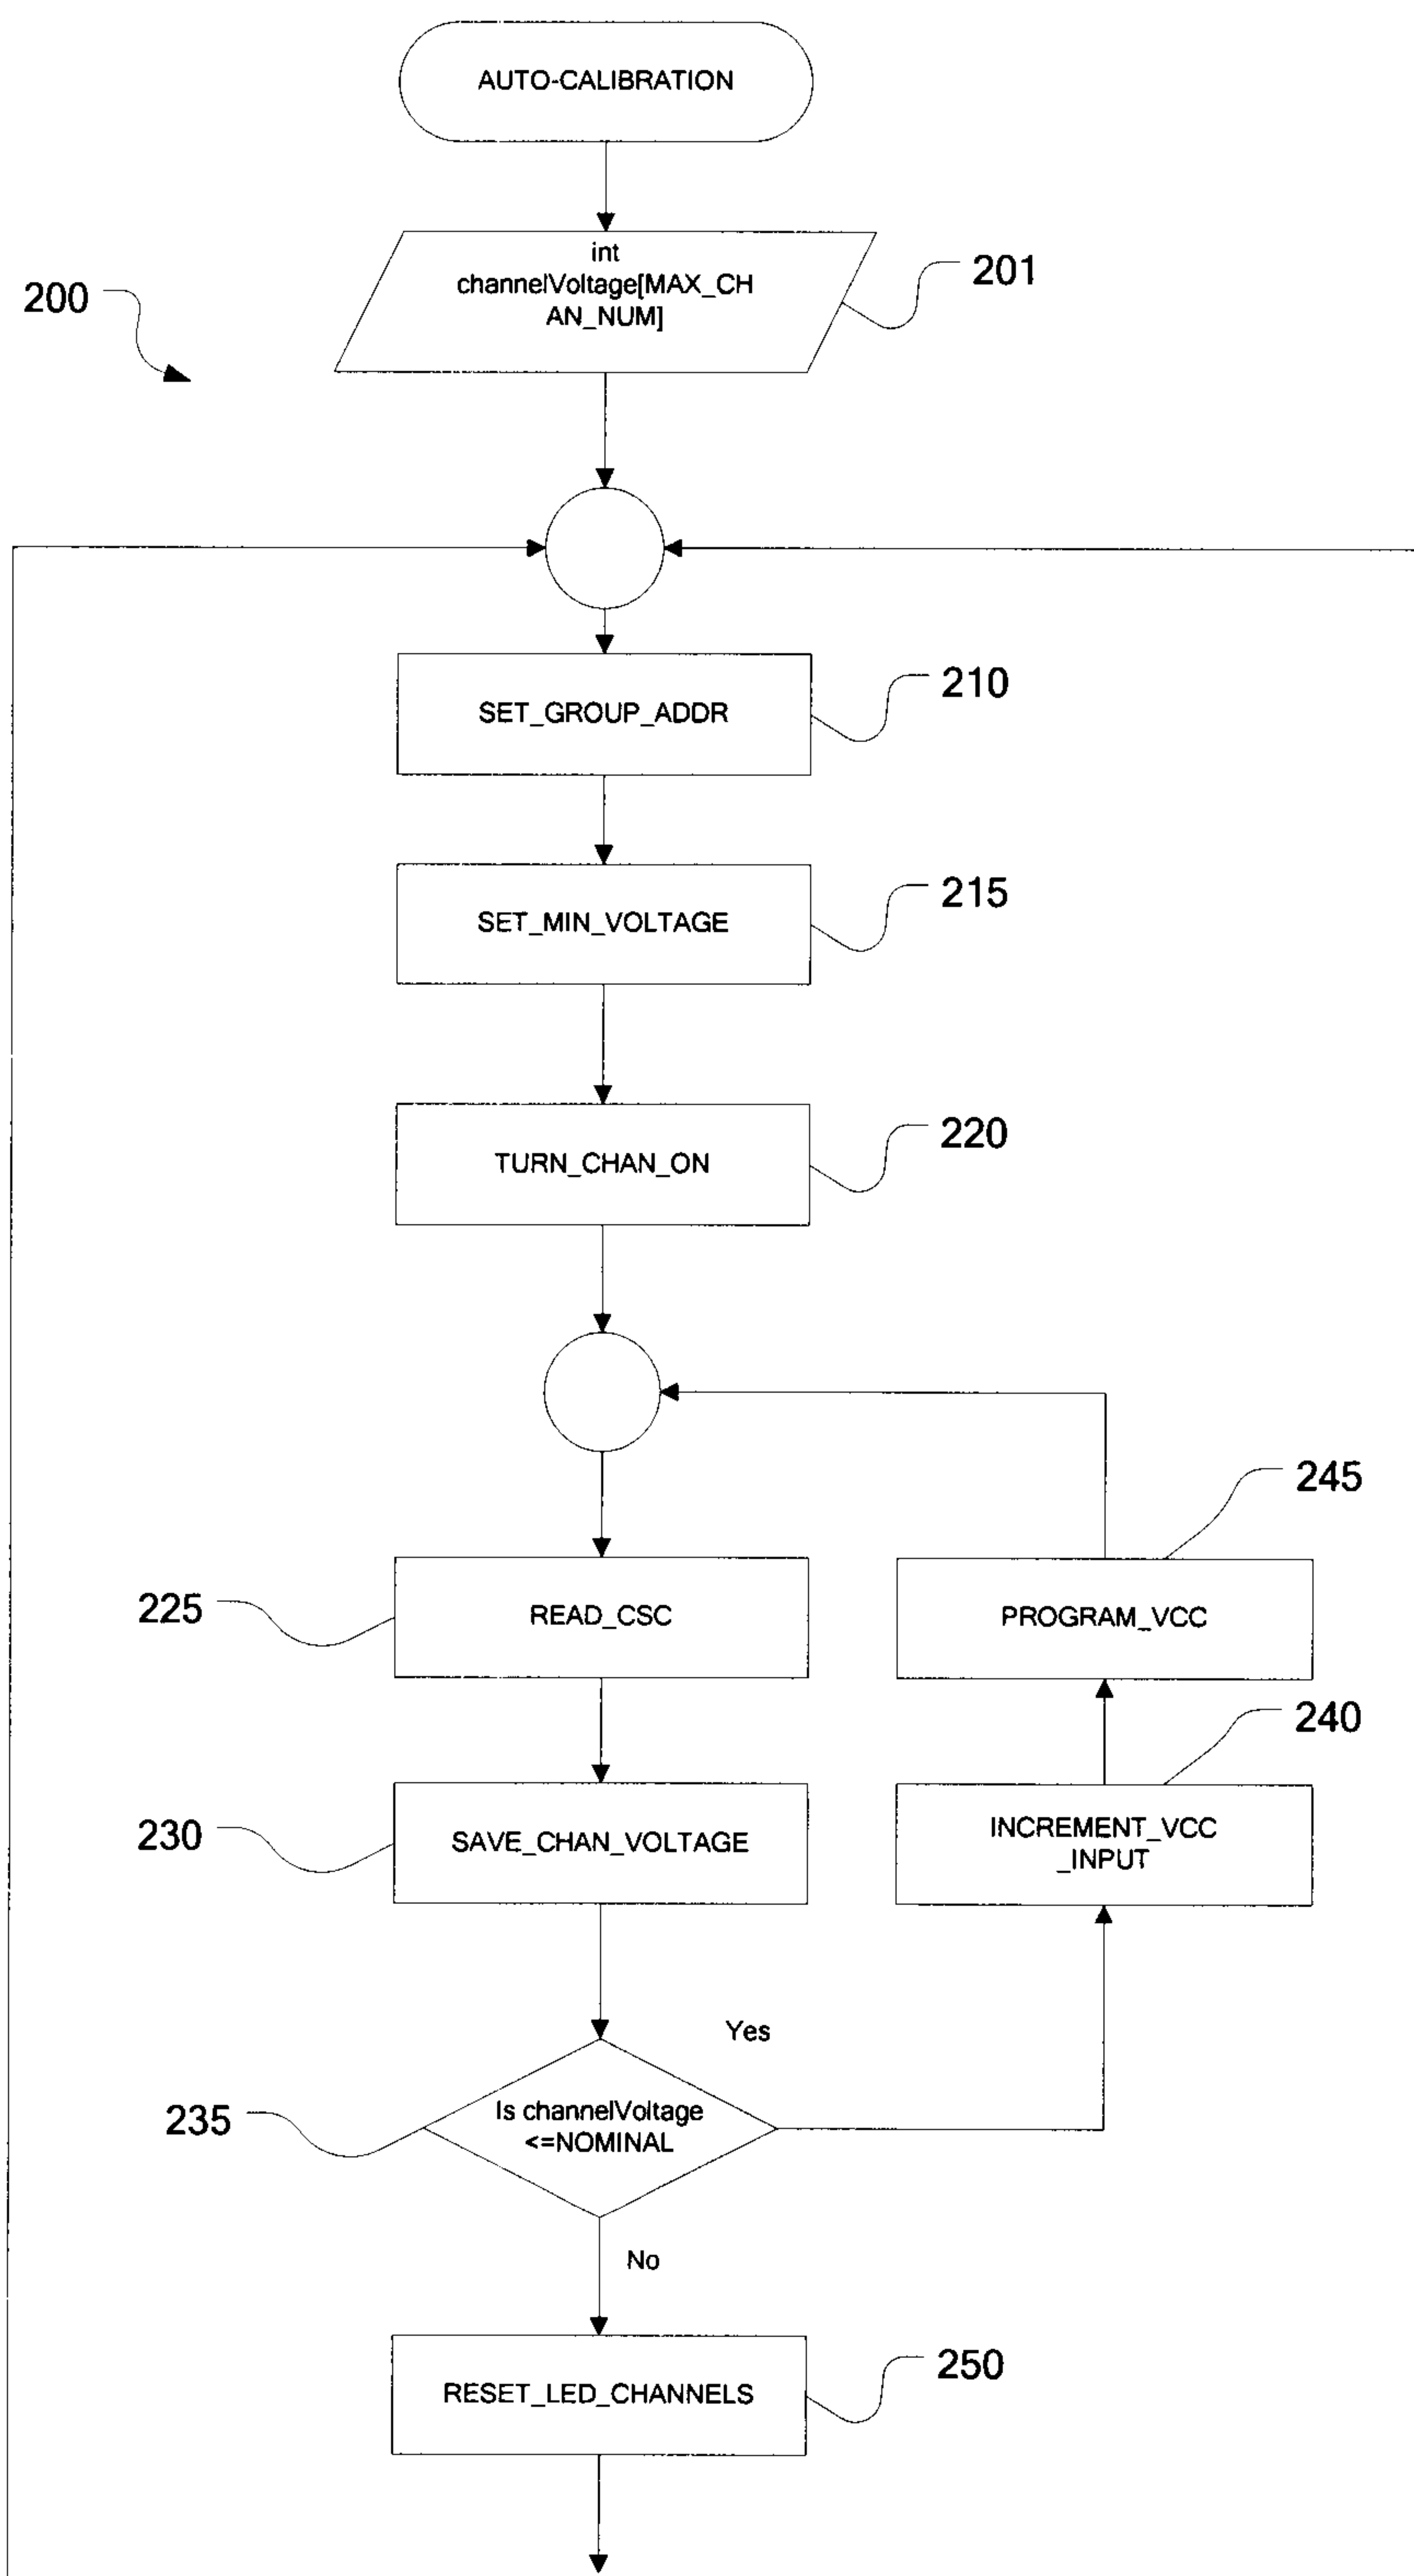 AUTO-CALIBRATION
int
channelVoltage[MAX_CH
AN_NUM]
201
200
SET_GROUP_ADDR
210
SET_MIN_VOLTAGE
215
TURN_CHAN_ON
220
245
225
READ_CSC
PROGRAM_VCC
240
230
SAVE_CHAN_VOLTAGE
INCREMENT_VCC
_INPUT
Yes
235
Is channelVoltage
<=NOMINAL
No
RESET_LED_CHANNELS
250